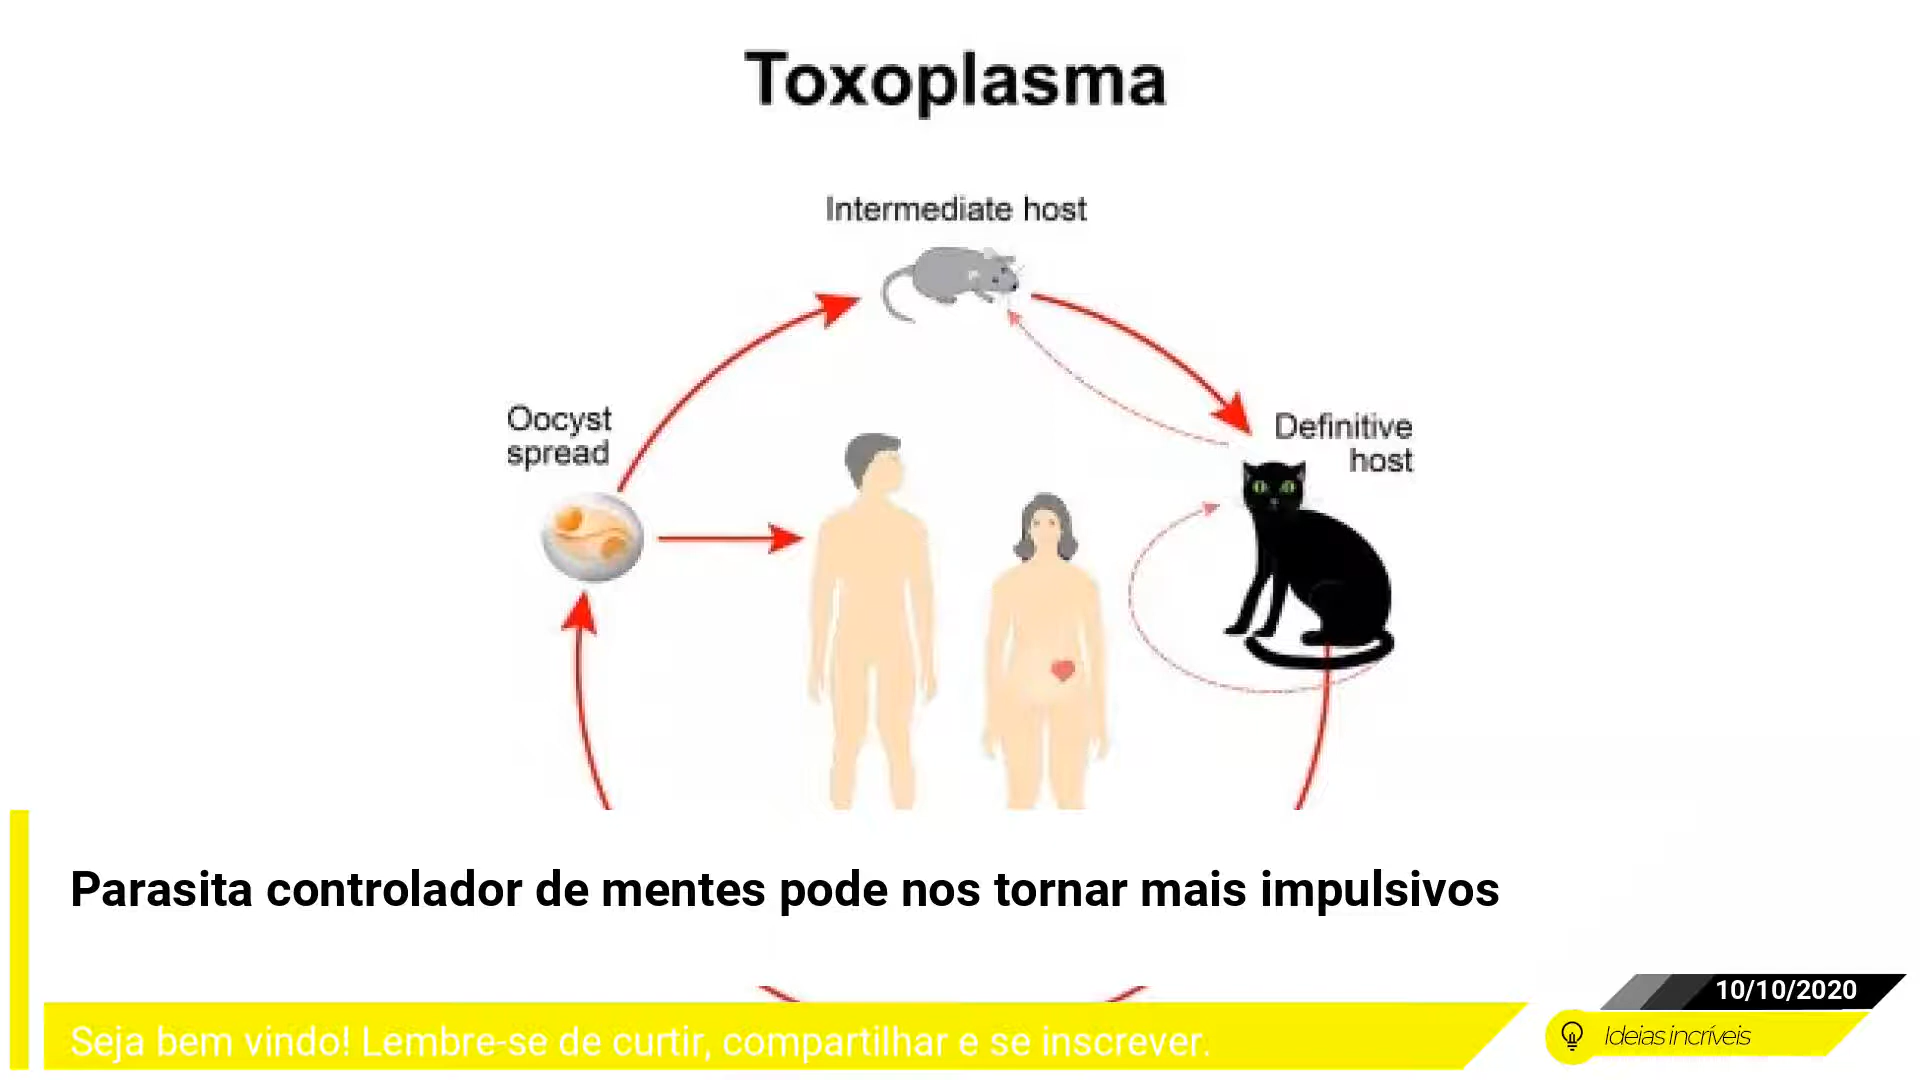 Toxoplasma
Intermediate host
Oocyst
spread
Definitive
host
Parasita controlador de mentes pode nos tornar mais impulsivos
10/10/2020
Seja bem vindo! Lembre-se de curtir, compartilhar e se inscrever.
Ideias incríveis